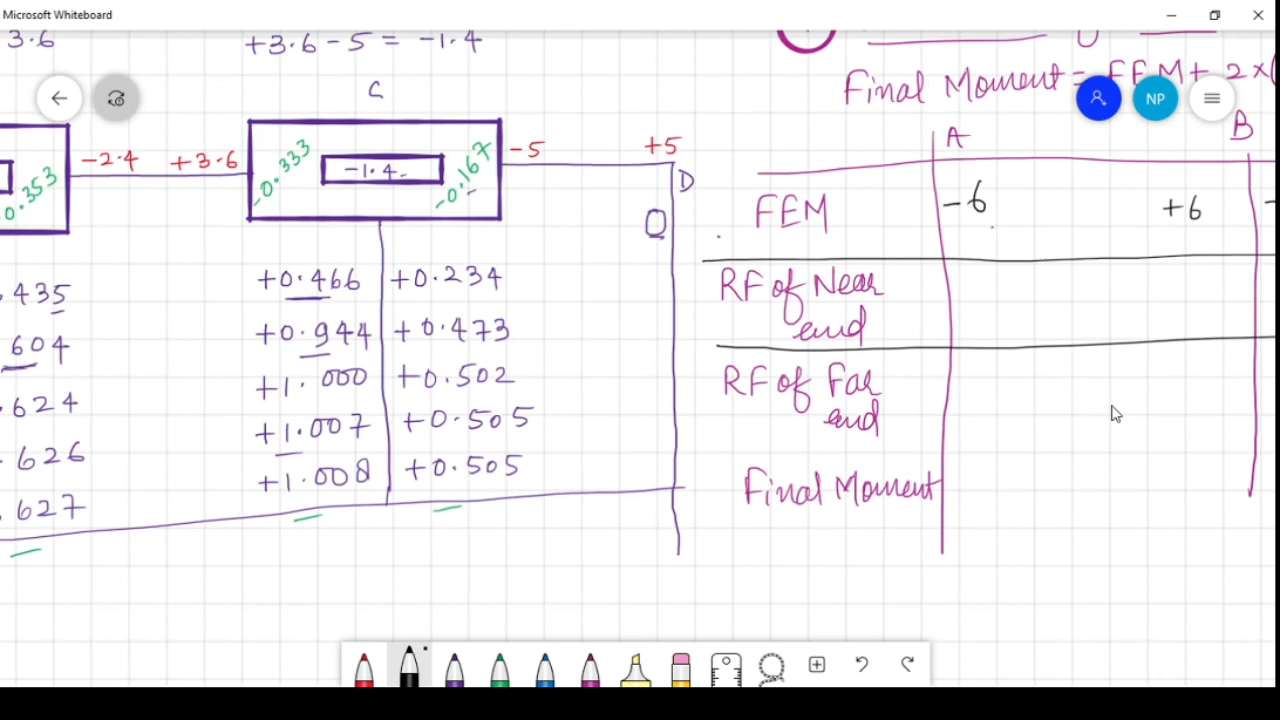 Microsoft Whiteboard
3.6
+3.6 - 5 = -1.4
Final Moment = FEM + 2×(
NP
C
A
B
-2.4
+3.6
-5
+5
0.353
-0.333
-1.4
-0.167
D
0
FEM
-6
+6
.435
+0.466
+0.234
RF of Near
end
604
+0.944
+0.473
.624
+1.000
+0.502
RF of Far
end
626
+1.007
+0.505
.627
+1.008
+0.505
Final Moment